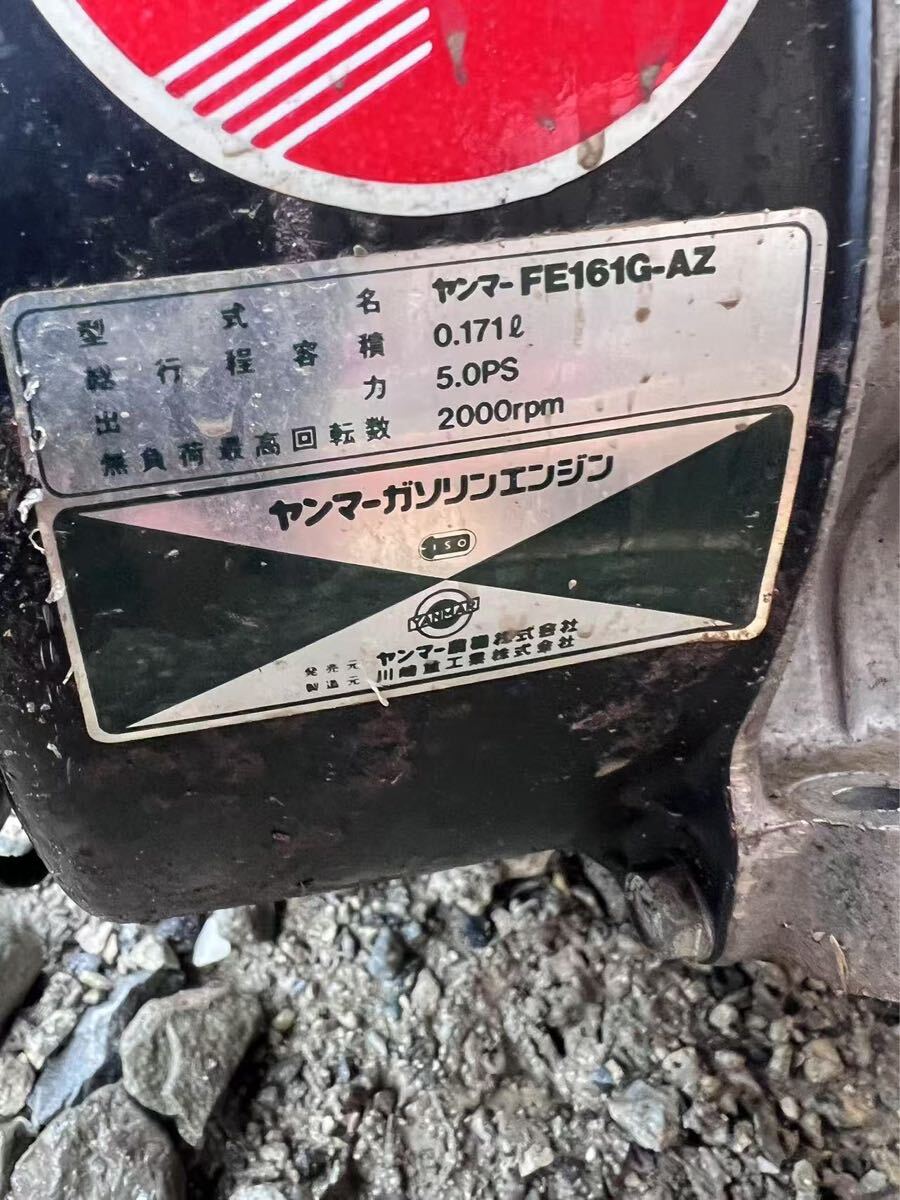 型式名 ヤンマーFE161G-AZ
総行程容積 0.171ℓ
出力 5.0PS
無負荷最高回転数 2000rpm
ヤンマーガソリンエンジン
ISO
YANMAR
発売元 ヤンマー農機株式会社
製造元 川崎重工業株式会社